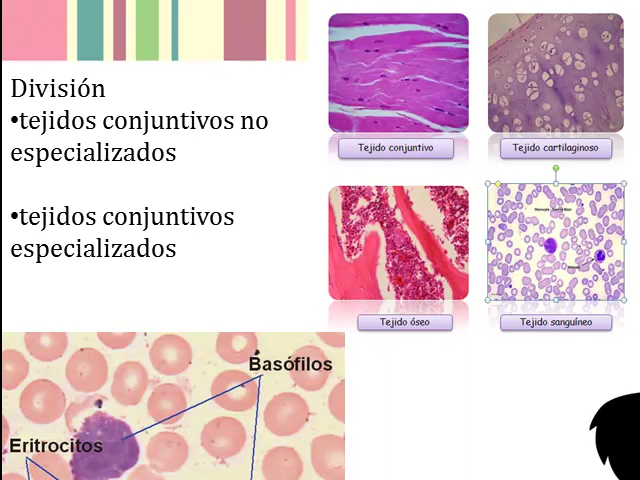 División
•tejidos conjuntivos no
especializados
•tejidos conjuntivos
especializados
Tejido conjuntivo
Tejido cartilaginoso
Tejido óseo
Tejido sanguíneo
Basófilos
Eritrocitos